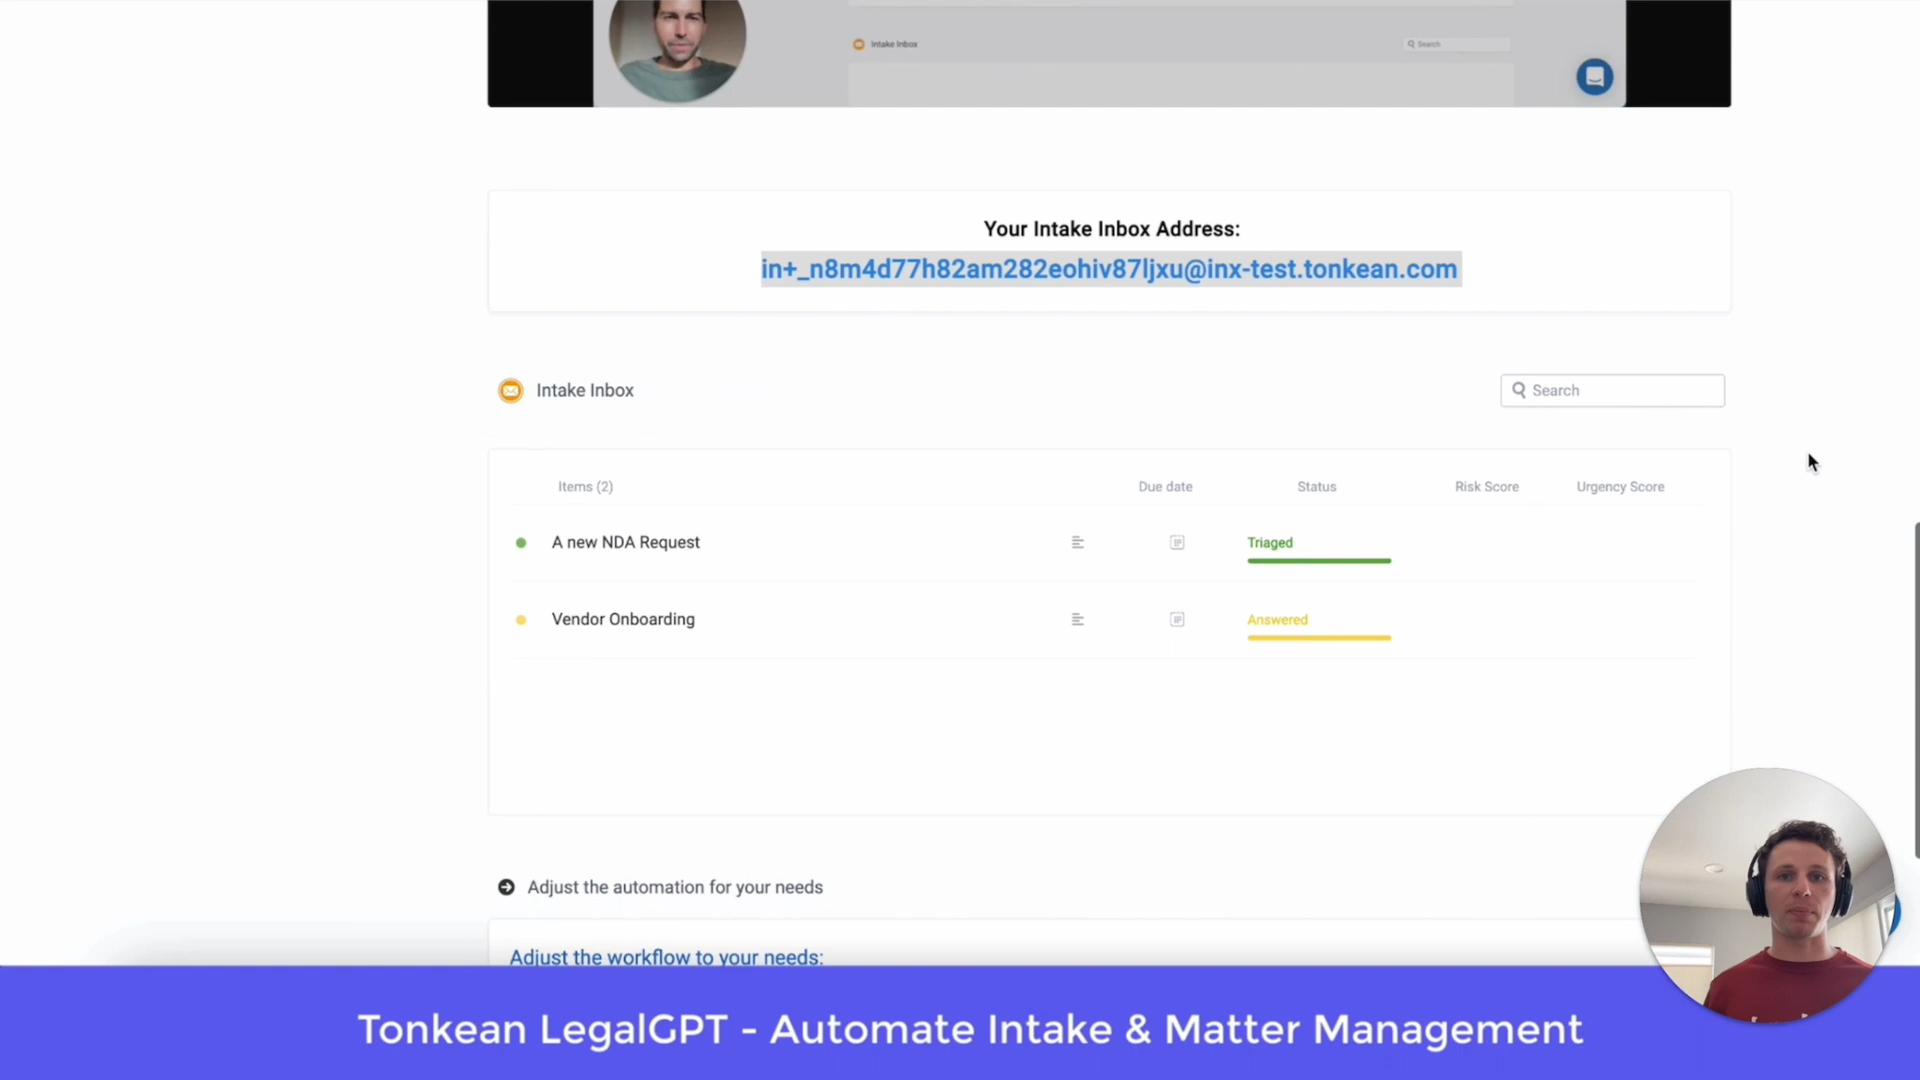 Intake Inbox
Search
Your Intake Inbox Address:
in+_n8m4d77h82am282eohiv87ljxu@inx-test.tonkean.com
Intake Inbox
Search
Items (2)
Due date
Status
Risk Score
Urgency Score
A new NDA Request
Triaged
Vendor Onboarding
Answered
Adjust the automation for your needs
Adjust the workflow to your needs:
Tonkean LegalGPT - Automate Intake & Matter Management